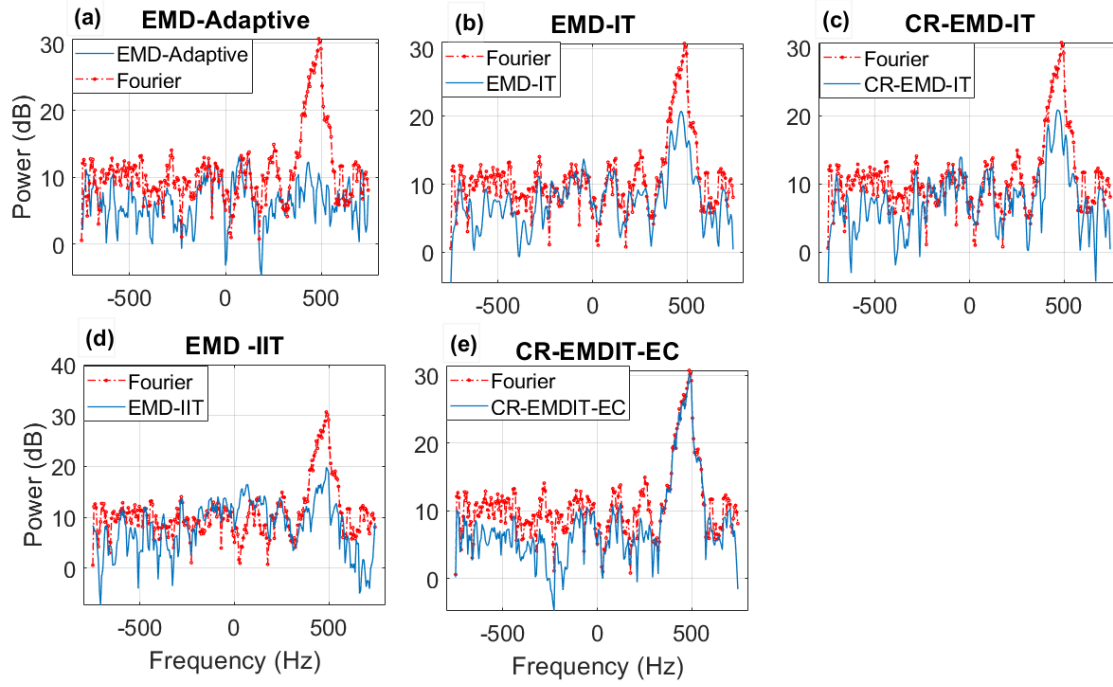 (a) EMD-Adaptive
EMD-Adaptive
Fourier
30
20
10
0
Power (dB)
-500 0 500
(b) EMD-IT
Fourier
EMD-IT
30
20
10
0
-500 0 500
(c) CR-EMD-IT
Fourier
CR-EMD-IT
30
20
10
0
-500 0 500
(d) EMD -IIT
Fourier
EMD-IIT
40
30
20
10
0
Power (dB)
-500 0 500
Frequency (Hz)
(e) CR-EMDIT-EC
Fourier
CR-EMDIT-EC
30
20
10
0
-500 0 500
Frequency (Hz)